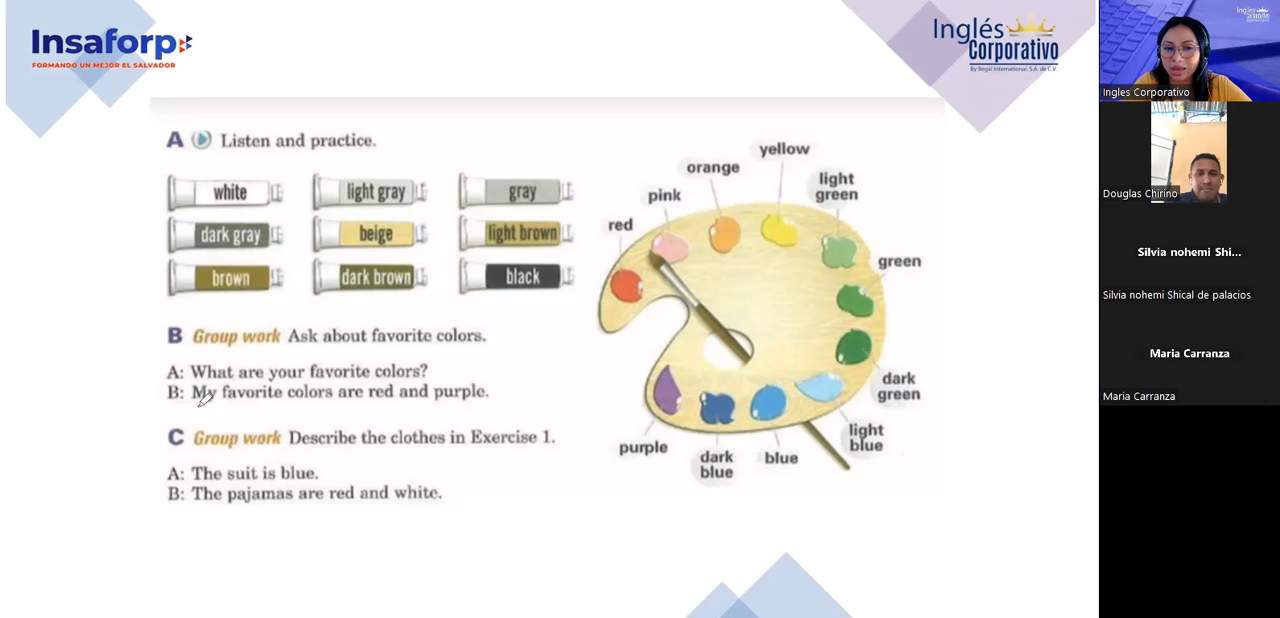 Insaforp
FORMANDO UN MEJOR EL SALVADOR
Inglés
Corporativo
By Regal International, S.A. de C.V.
A Listen and practice.
white
light gray
gray
dark gray
beige
light brown
brown
dark brown
black
B Group work Ask about favorite colors.
A: What are your favorite colors?
B: My favorite colors are red and purple.
C Group work Describe the clothes in Exercise 1.
A: The suit is blue.
B: The pajamas are red and white.
red
pink
orange
yellow
light
green
green
dark
green
light
blue
blue
dark
blue
purple
Inglés
Corporativo
Ingles Corporativo
Douglas Chirino
Silvia nohemi Shi...
Silvia nohemi Shical de palacios
Maria Carranza
Maria Carranza